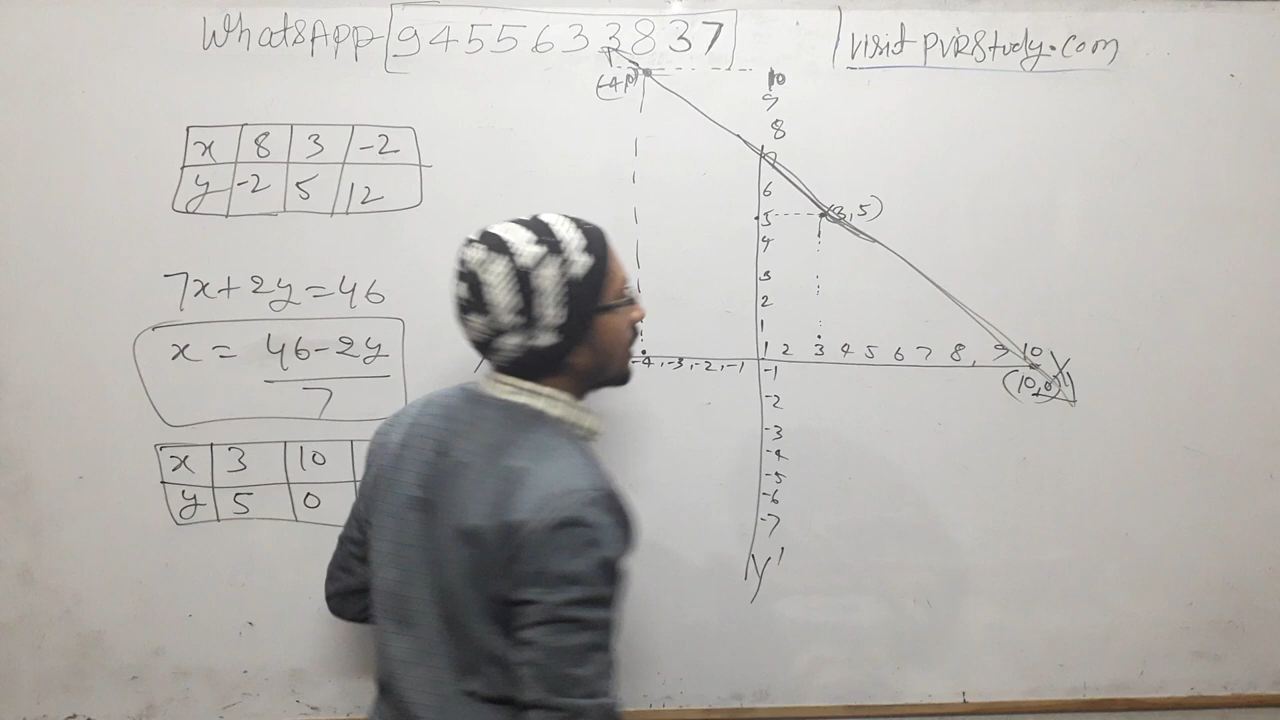 WhatsApp 9455633837
visit pvrstudy.com
x 8 3 -2
y -2 5 12
7x+2y=46
x = 46-2y
7
x 3 10
y 5 0
10
9
8
6
(3,5)
5
4
3
2
1
-4,-3,-2,-1
1 2 3 4 5 6 7 8, 9 10
(10,0)
-1
-2
-3
-4
-5
-6
-7
Y'